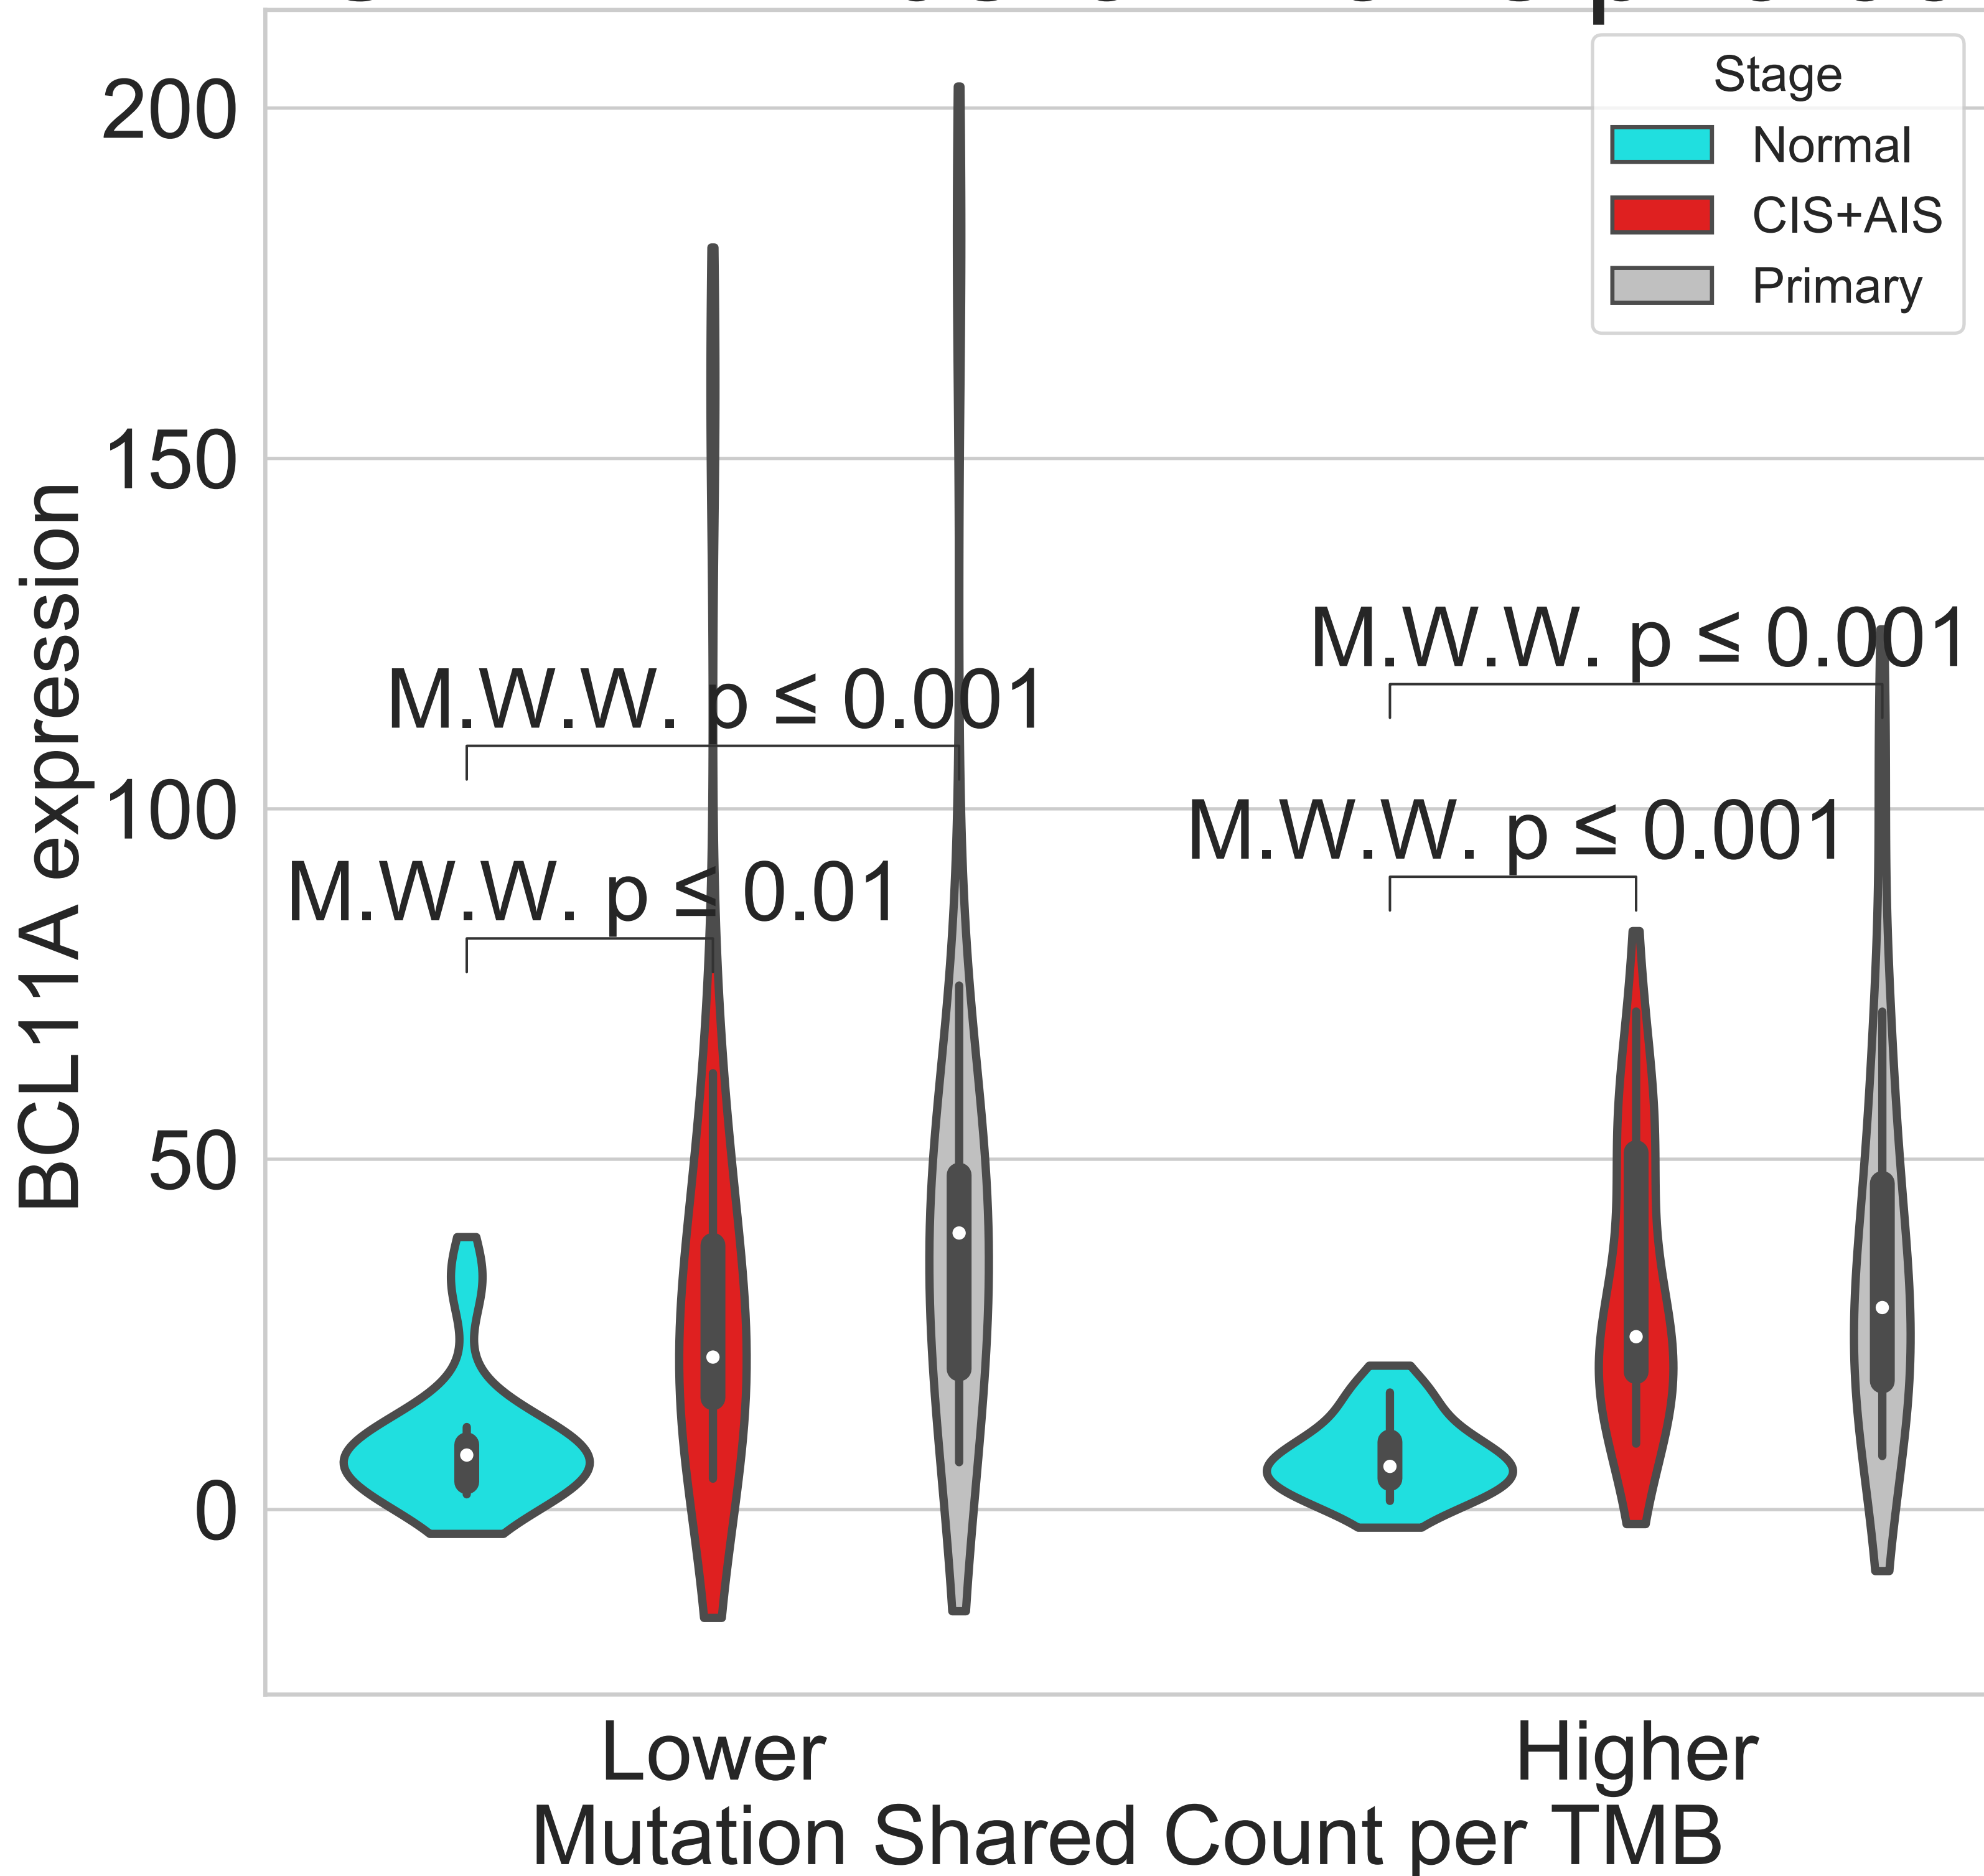 Stage
Normal
CIS+AIS
Primary
200
150
100
50
0
BCL11A expression
M.W.W. p ≤ 0.001
M.W.W. p ≤ 0.001
M.W.W. p ≤ 0.001
M.W.W. p ≤ 0.01
Lower
Higher
Mutation Shared Count per TMB